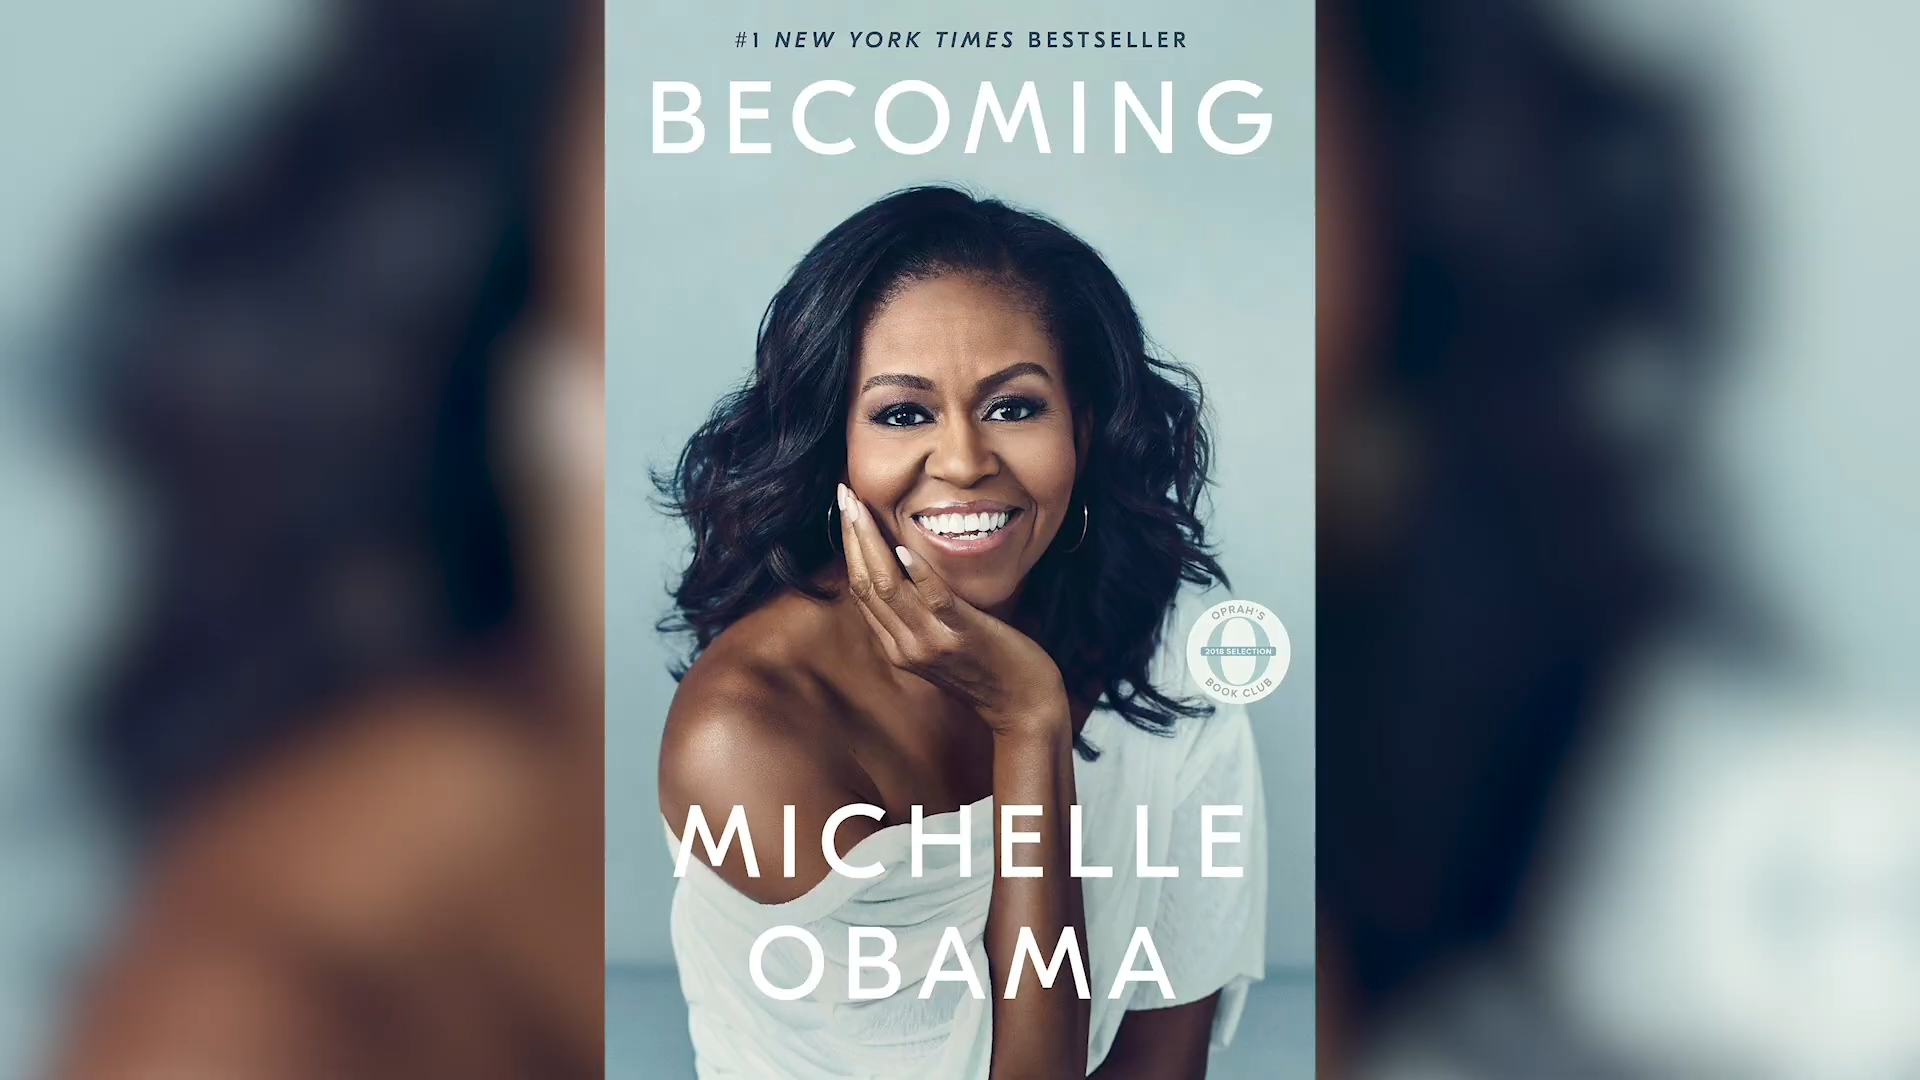 #1 NEW YORK TIMES BESTSELLER
BECOMING
OPRAH'S
2018 SELECTION
BOOK CLUB
MICHELLE
OBAMA